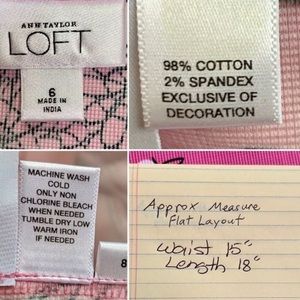 ANN TAYLOR
LOFT
6
MADE IN
INDIA
98% COTTON
2% SPANDEX
EXCLUSIVE OF
DECORATION
MACHINE WASH
COLD
ONLY NON
CHLORINE BLEACH
WHEN NEEDED
TUMBLE DRY LOW
WARM IRON
IF NEEDED
8
Approx Measure
Flat Layout
Waist 15"
Length 18"